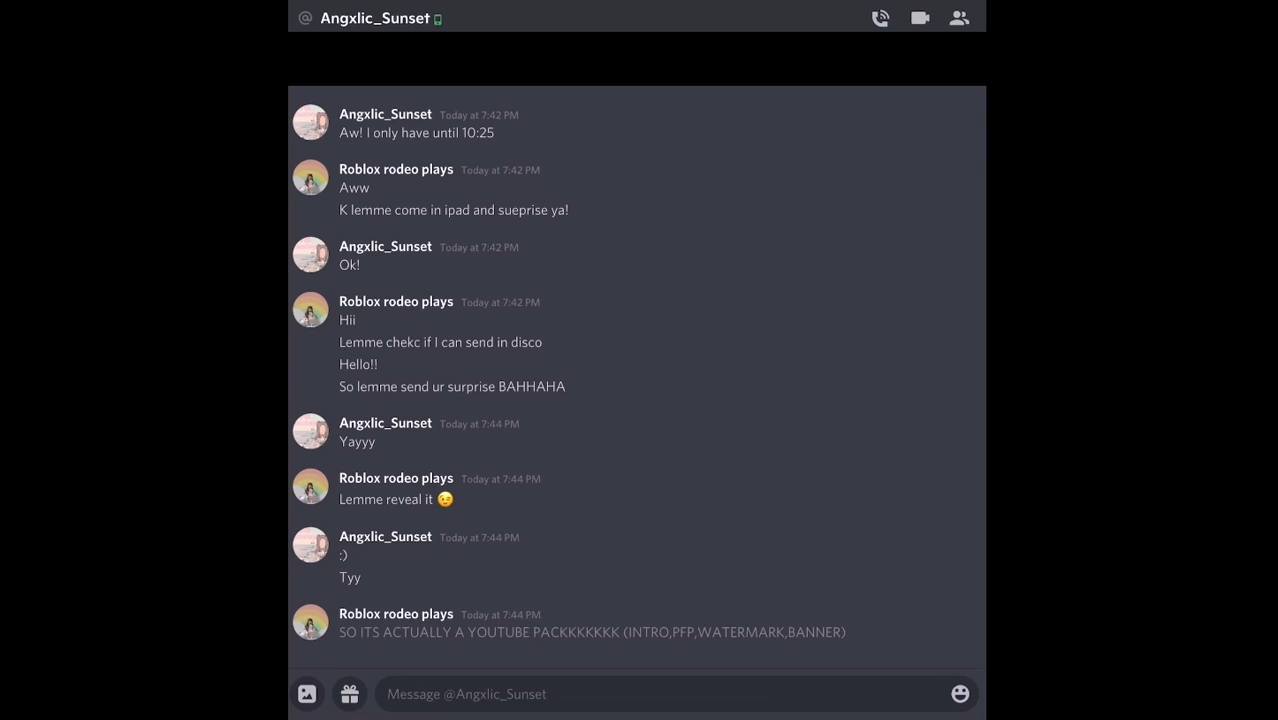 @ Angxlic_Sunset
Angxlic_Sunset Today at 7:42 PM
Aw! I only have until 10:25
Roblox rodeo plays Today at 7:42 PM
Aww
K lemme come in ipad and sueprise ya!
Angxlic_Sunset Today at 7:42 PM
Ok!
Roblox rodeo plays Today at 7:42 PM
Hii
Lemme chekc if I can send in disco
Hello!!
So lemme send ur surprise BAHHAHA
Angxlic_Sunset Today at 7:44 PM
Yayyy
Roblox rodeo plays Today at 7:44 PM
Lemme reveal it 😉
Angxlic_Sunset Today at 7:44 PM
:)
Tyy
Roblox rodeo plays Today at 7:44 PM
SO ITS ACTUALLY A YOUTUBE PACKKKKKKK (INTRO,PFP,WATERMARK,BANNER)
Message @Angxlic_Sunset